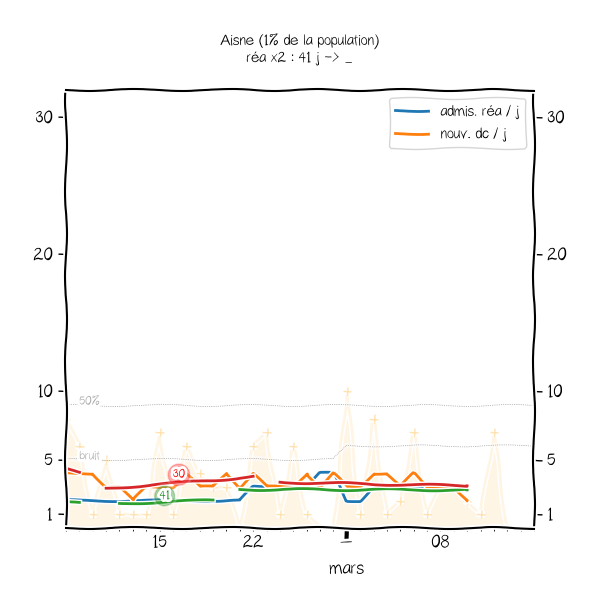 Aisne (1% de la population)
réa x2 : 41 j -> _
admis. réa / j
nouv. dc / j
30 30
20 20
10 10
50%
bruit
5 5
30
41
1 1
15 22 _ 08
mars